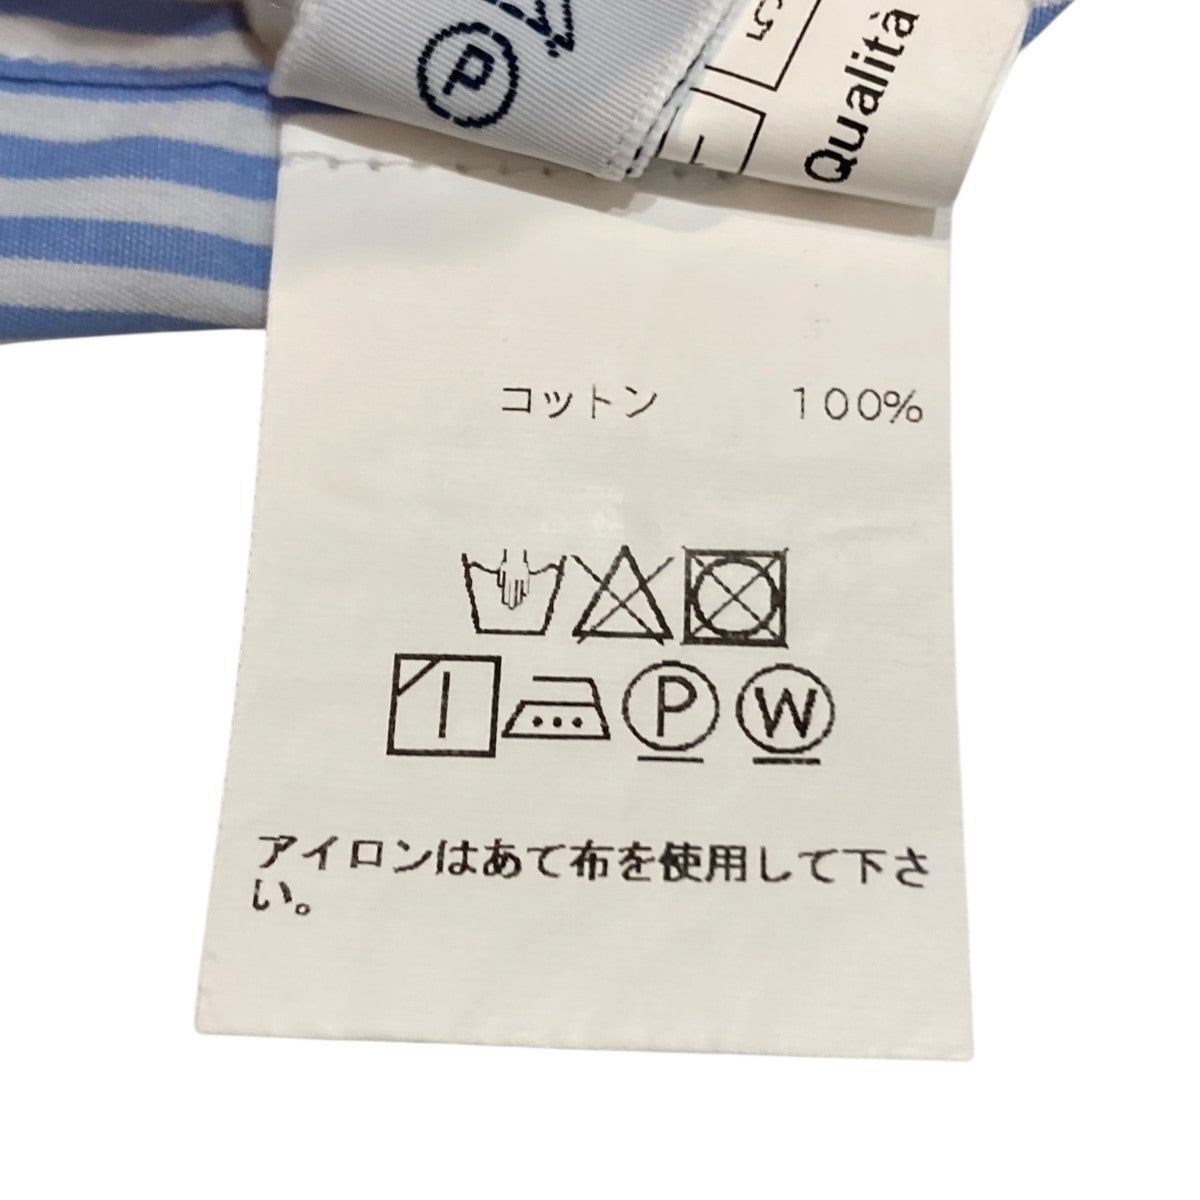 Qualità
コットン 100%
P W
アイロンはあて布を使用して下さ
い。